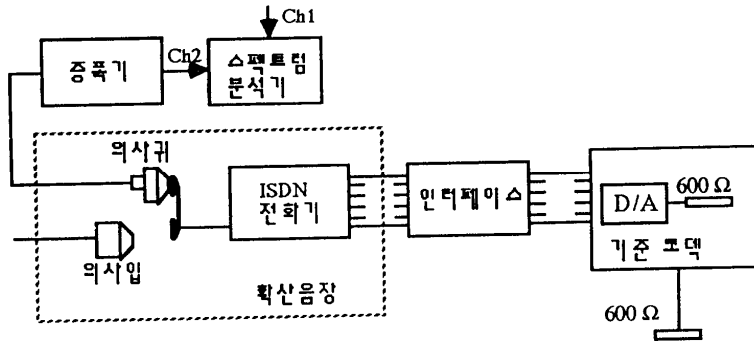 Ch1
증폭기
Ch2
스펙트럼
분석기
의사귀
ISDN
전화기
인터페이스
D/A
600 Ω
기준 코덱
의사입
확산음장
600 Ω